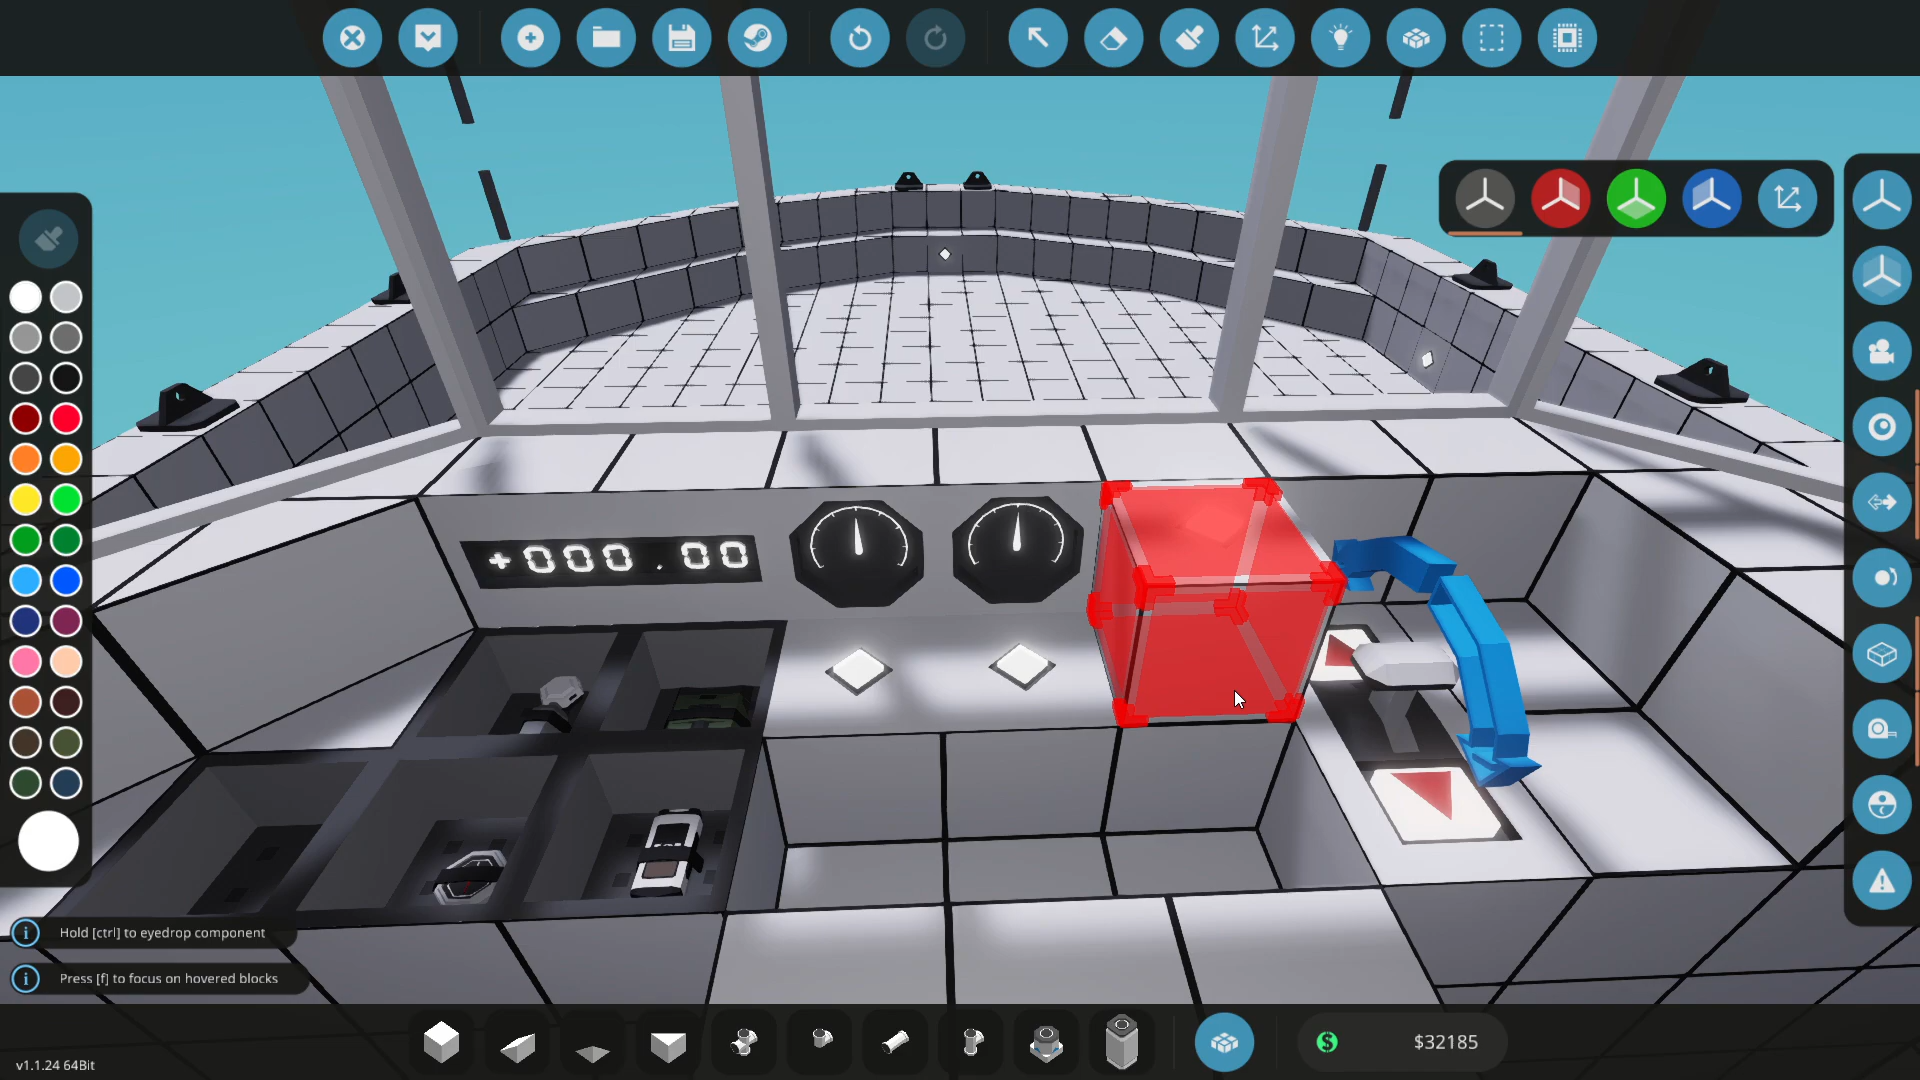 +000.00
Hold [ctrl] to eyedrop component
Press [f] to focus on hovered blocks
$32185
v1.1.24 64Bit